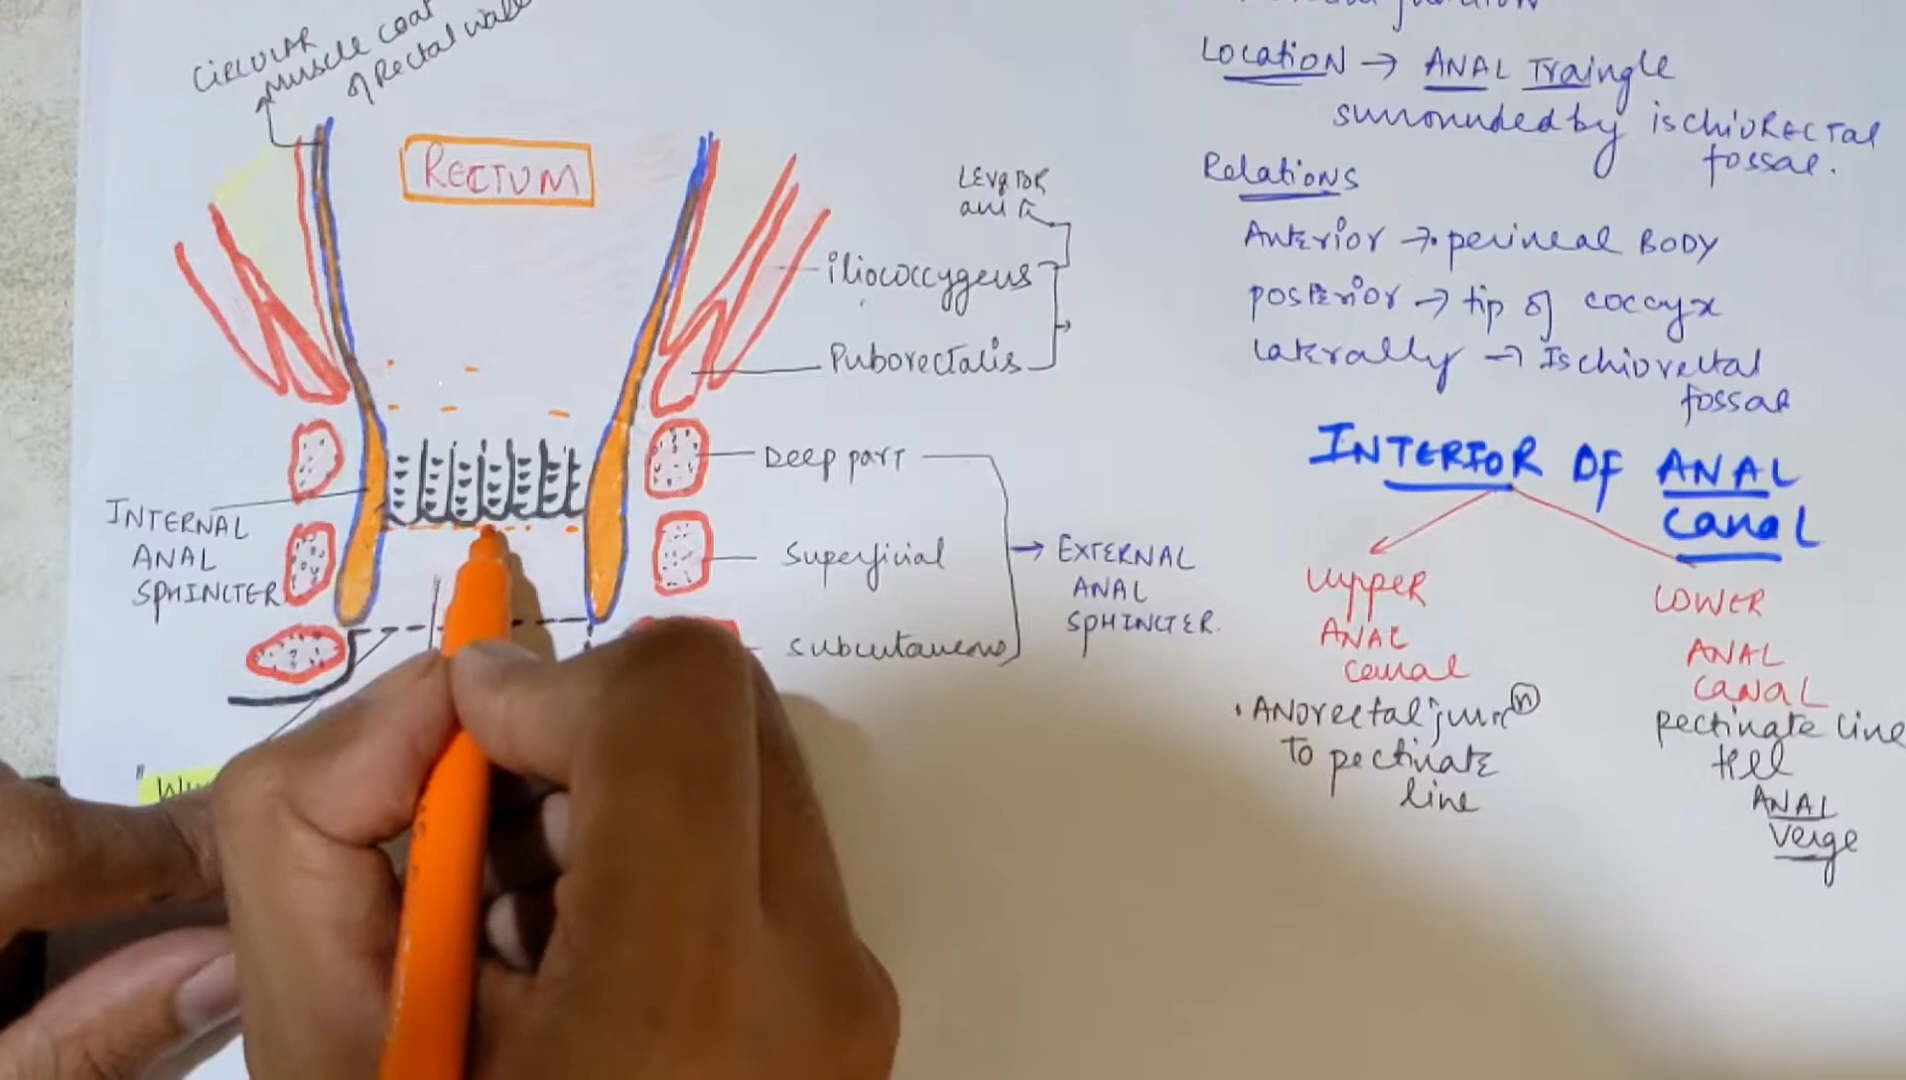 CIRCULAR
Muscle coat
of Rectal wall
RECTUM
INTERNAL
ANAL
SPHINCTER
LEVATOR
ani
iliococcygeus
Puborectalis
Deep part
Superficial
subcutaneous
EXTERNAL
ANAL
SPHINCTER.
Location → ANAL Traingle
surrounded by ischioRECTal
fossae.
Relations
Anterior →. perineal BODY
posterior → tip of coccyx
laterally → Ischiorectal
fossae
INTERIOR OF ANAL
canaL
upper
ANAL
canal
• ANorectal junc(n)
To pectinate
line
LOWER
ANAL
CANAL
Pectinate line
till
ANAL
Verge